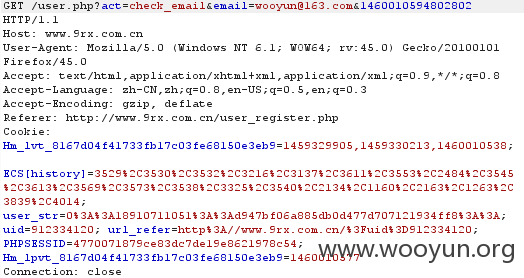 GET /user.php?act=check_email&email=wooyun@163.com&1460010594802802
HTTP/1.1
Host: www.9rx.com.cn
User-Agent: Mozilla/5.0 (Windows NT 6.1; WOW64; rv:45.0) Gecko/20100101
Firefox/45.0
Accept: text/html,application/xhtml+xml,application/xml;q=0.9,*/*;q=0.8
Accept-Language: zh-CN,zh;q=0.8,en-US;q=0.5,en;q=0.3
Accept-Encoding: gzip, deflate
Referer: http://www.9rx.com.cn/user_register.php
Cookie:
Hm_lvt_8167d04f41733fb17c03fe68150e3eb9=1459329905,1459330213,1460010538;
ECS[history]=3529%2C3530%2C3532%2C3216%2C3137%2C3611%2C3553%2C2484%2C3545
%2C3613%2C3569%2C3573%2C3538%2C3325%2C3540%2C2134%2C1160%2C2163%2C1263%2C
3839%2C4014;
user_str=0%3A%3A18910711051%3A%3Ad947bf06a885db0d477d707121934ff8%3A%3A;
uid=912334120; url_refer=http%3A//www.9rx.com.cn/%3Fuid%3D912334120;
PHPSESSID=4770071879ce83dc7de19e8621978c54;
Hm_lpvt_8167d04f41733fb17c03fe68150e3eb9=1460010577
Connection: close
www.wooyun.org